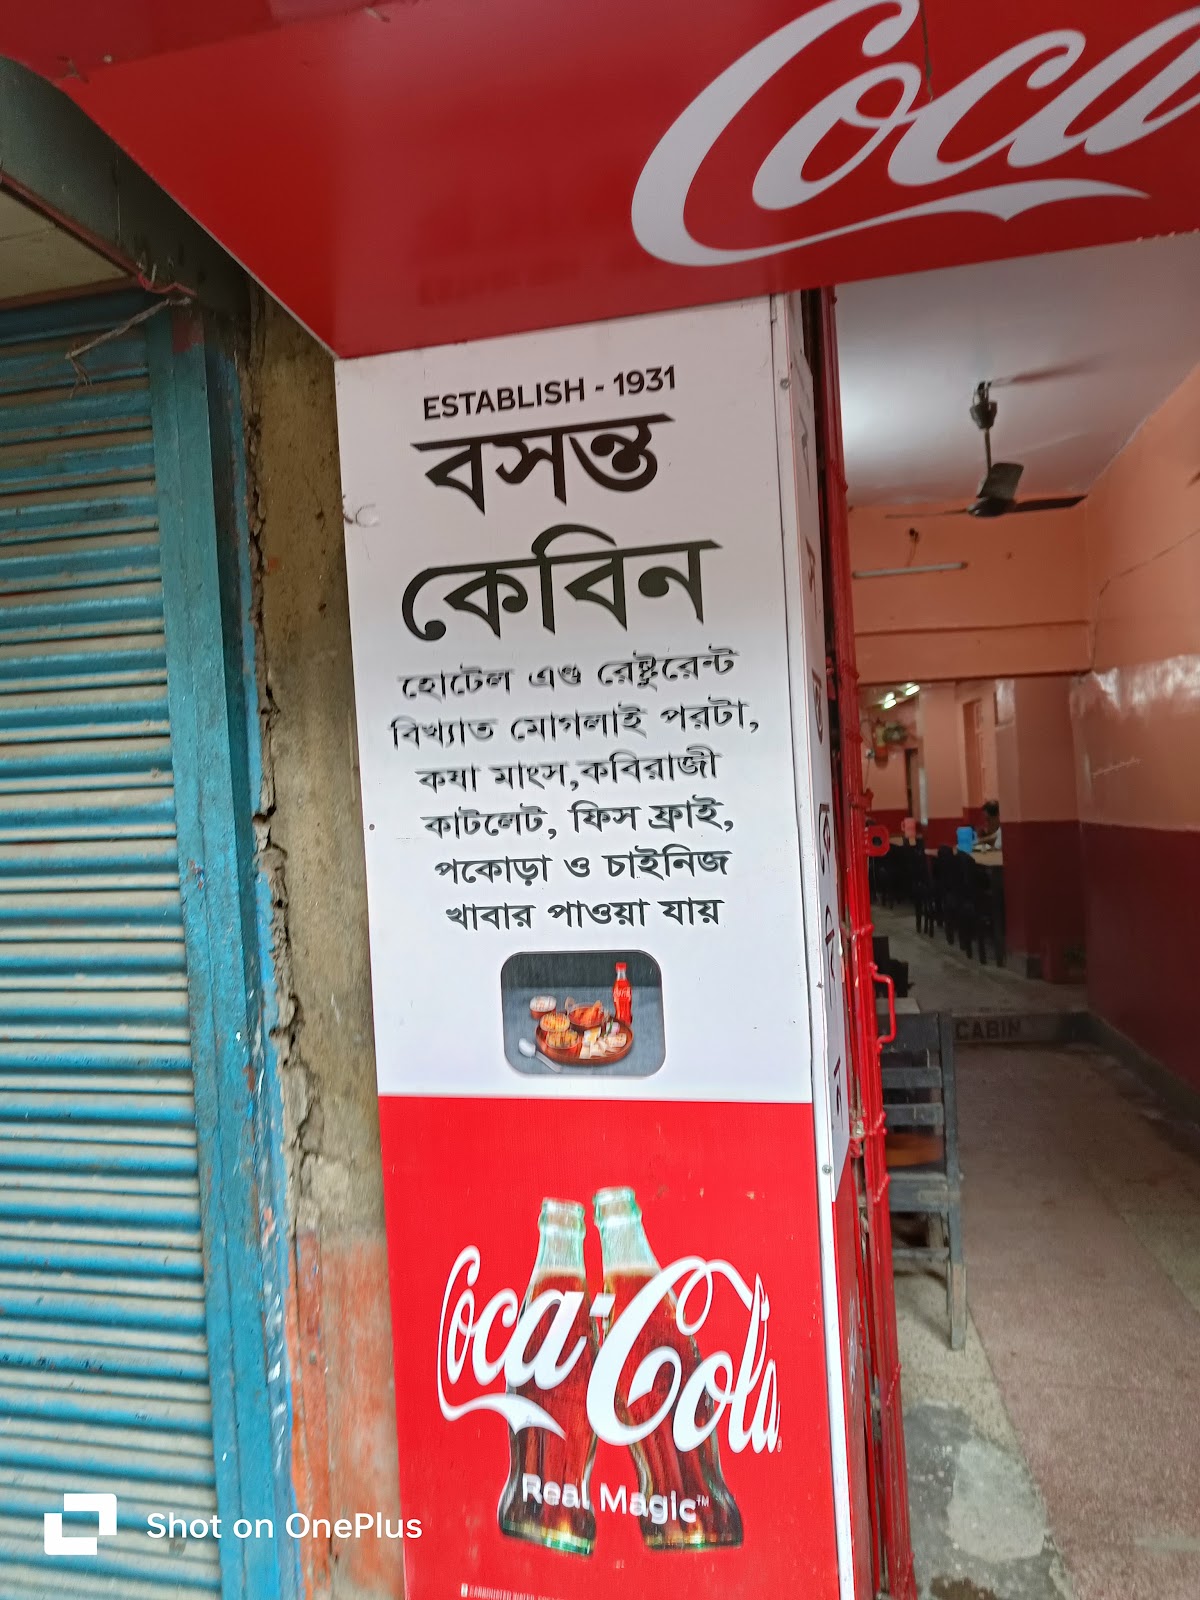 Coca
ESTABLISH - 1931
বসন্ত
কেবিন
হোটেল এণ্ড রেষ্টুরেন্ট
বিখ্যাত মোগলাই পরটা,
কষা মাংস,কবিরাজী
কাটলেট, ফিস ফ্রাই,
পকোড়া ও চাইনিজ
খাবার পাওয়া যায়
CABIN
Coca-Cola
Real Magic™
Shot on OnePlus